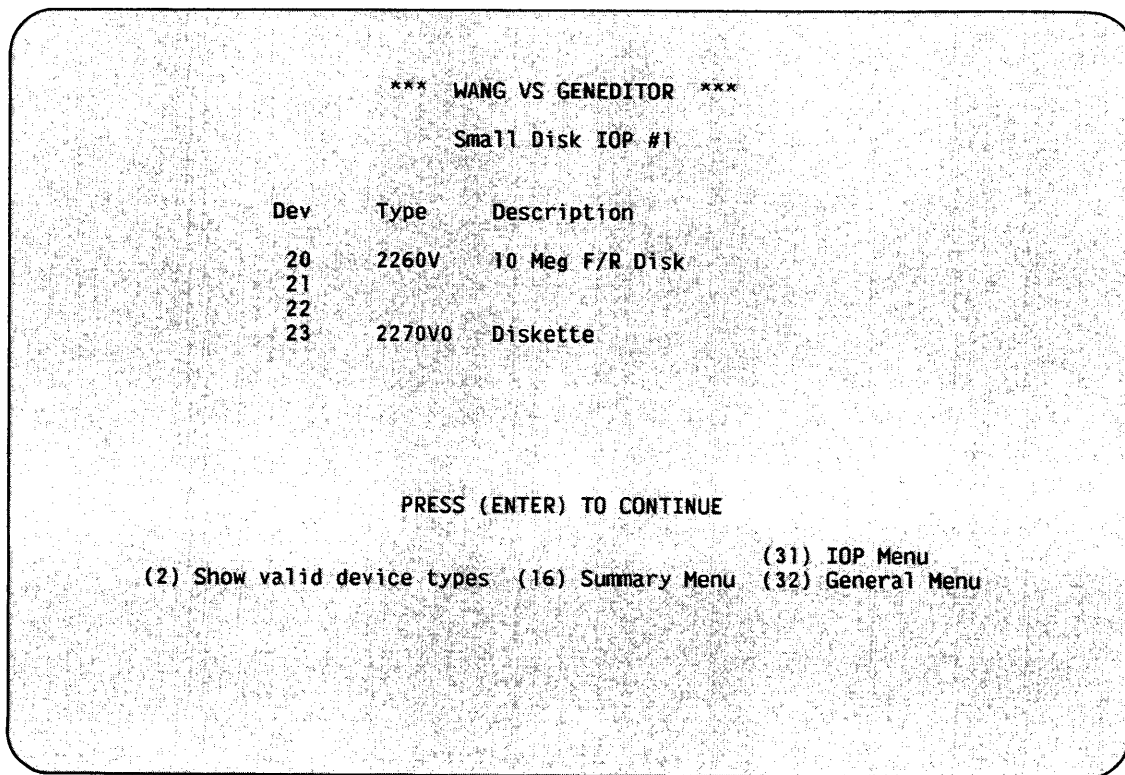 *** WANG VS GENEDITOR ***
Small Disk IOP #1
Dev Type Description
20 2260V 10 Meg F/R Disk
21
22
23 2270V0 Diskette
PRESS (ENTER) TO CONTINUE
(31) IOP Menu
(2) Show valid device types (16) Summary Menu (32) General Menu